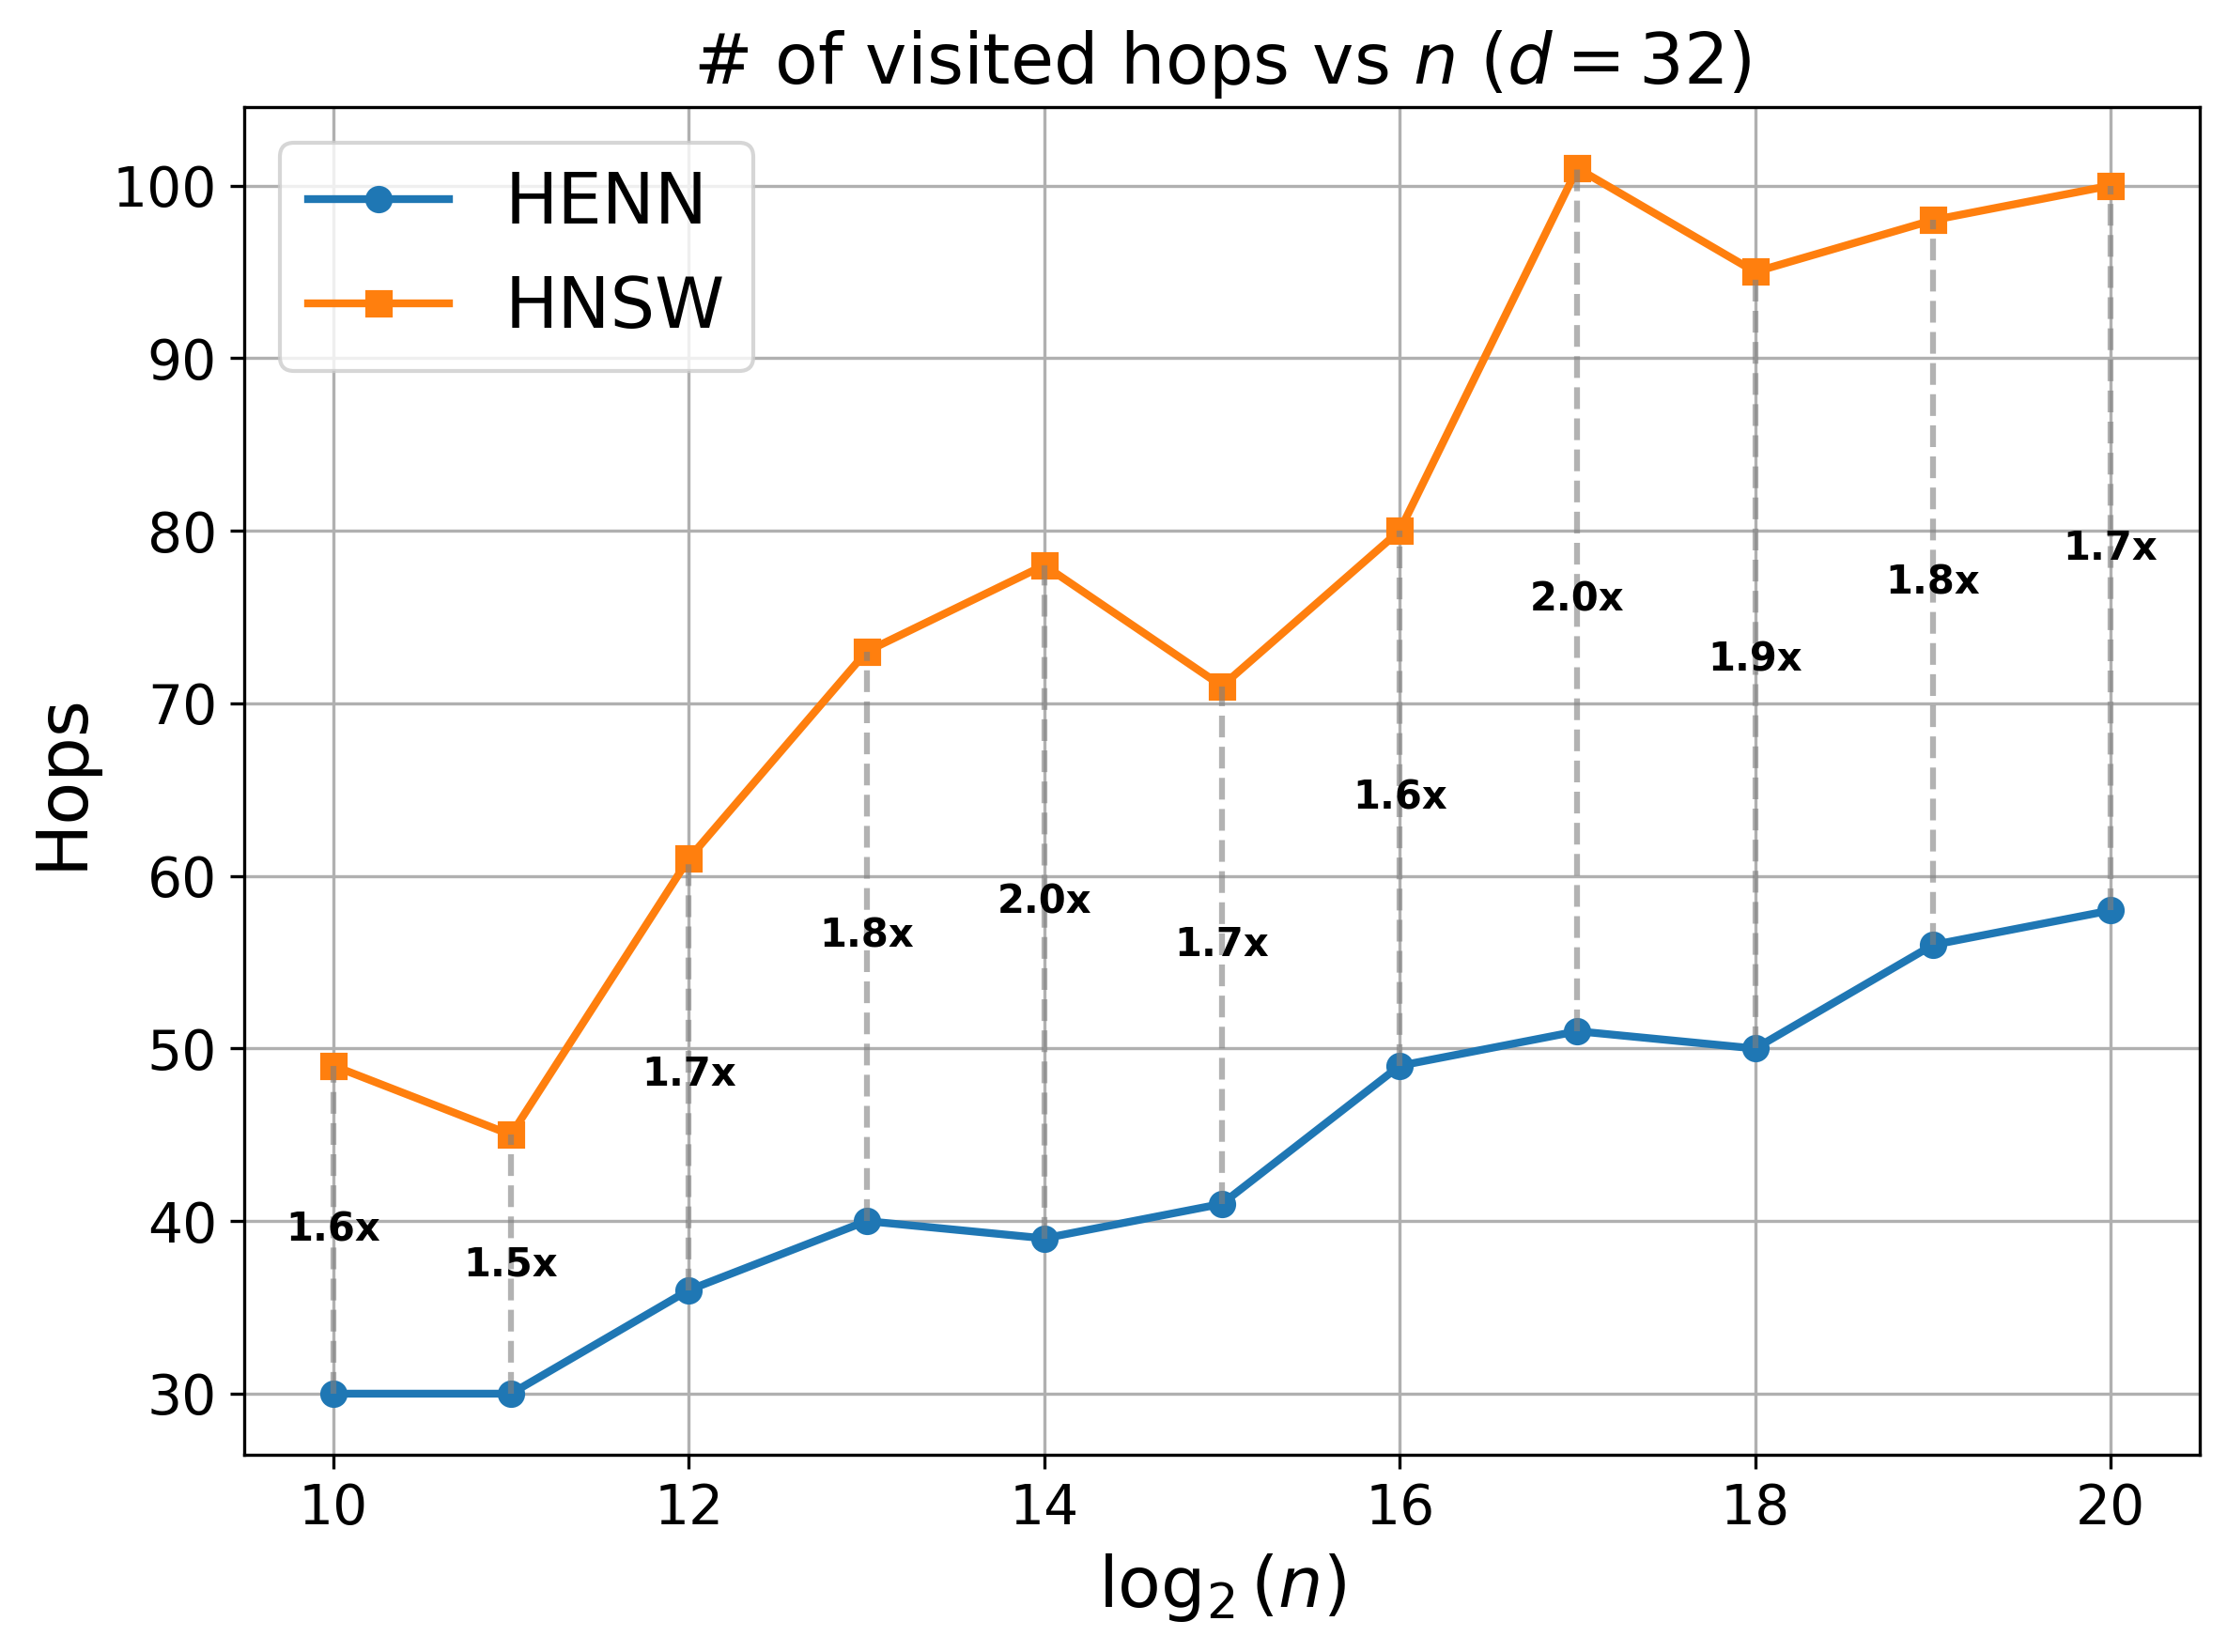 # of visited hops vs n (d = 32)
HENN
HNSW
Hops
100
90
80
70
60
50
40
30
1.6x
1.5x
1.7x
1.8x
2.0x
1.7x
1.6x
2.0x
1.9x
1.8x
1.7x
10
12
14
16
18
20
log₂(n)